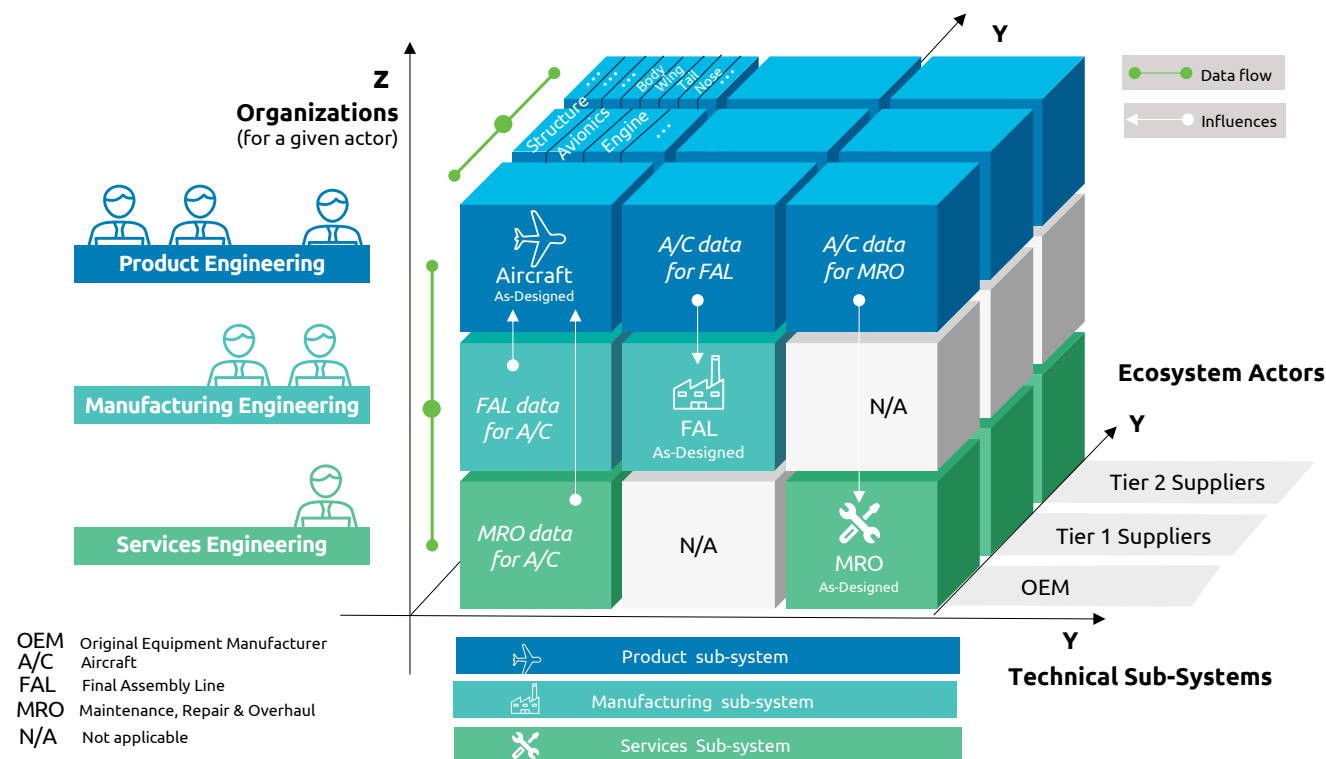 Y
Z
Organizations
(for a given actor)
Data flow
Influences
...
...
...
Body
Wing
Tail
Nose
...
Structure
Avionics
Engine
...
Product Engineering
Manufacturing Engineering
Services Engineering
Aircraft
As-Designed
A/C data
for FAL
A/C data
for MRO
FAL data
for A/C
FAL
As-Designed
N/A
MRO data
for A/C
N/A
MRO
As-Designed
Ecosystem Actors
Y
Tier 2 Suppliers
Tier 1 Suppliers
OEM
Y
Technical Sub-Systems
OEM Original Equipment Manufacturer
A/C Aircraft
FAL Final Assembly Line
MRO Maintenance, Repair & Overhaul
N/A Not applicable
Product sub-system
Manufacturing sub-system
Services Sub-system